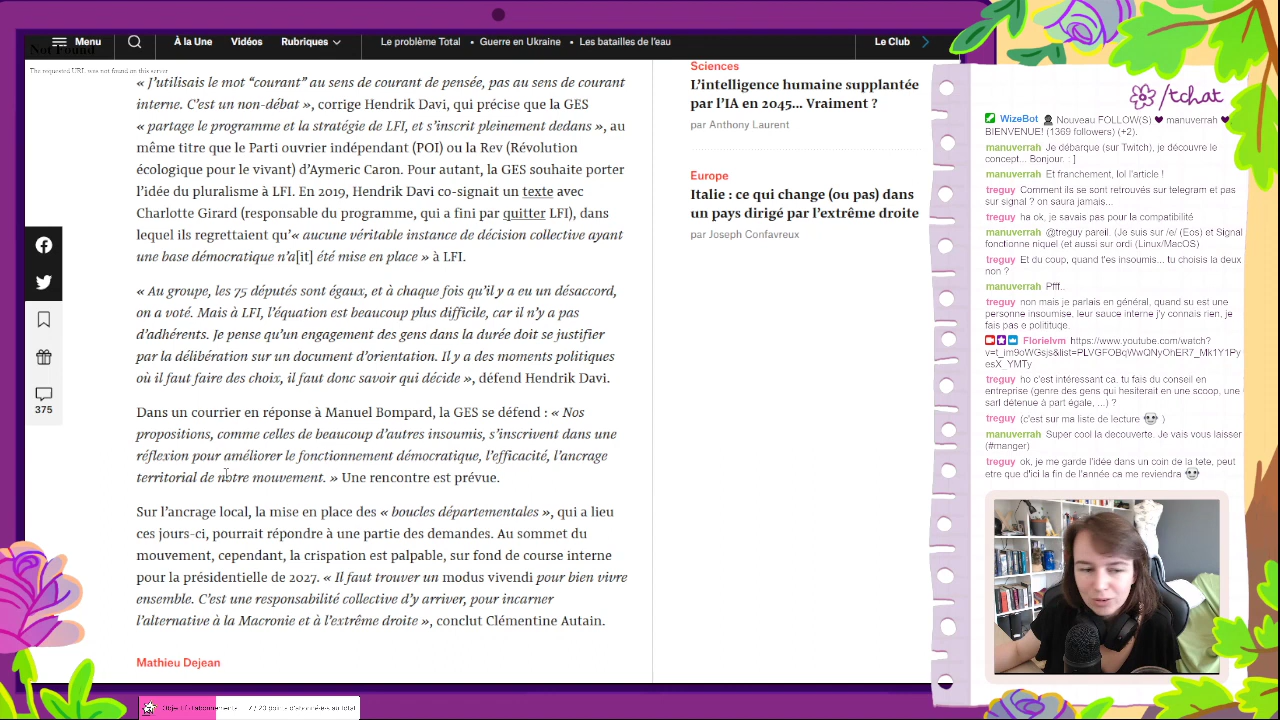 Not Found
The requested URL was not found on this server.
Menu
À la Une
Vidéos
Rubriques
Le problème Total
• Guerre en Ukraine
• Les batailles de l'eau
Le Club
« J'utilisais le mot “courant” au sens de courant de pensée, pas au sens de courant
interne. C'est un non-débat », corrige Hendrik Davi, qui précise que la GES
« partage le programme et la stratégie de LFI, et s'inscrit pleinement dedans », au
même titre que le Parti ouvrier indépendant (POI) ou la Rev (Révolution
écologique pour le vivant) d'Aymeric Caron. Pour autant, la GES souhaite porter
l'idée du pluralisme à LFI. En 2019, Hendrik Davi co-signait un texte avec
Charlotte Girard (responsable du programme, qui a fini par quitter LFI), dans
lequel ils regrettaient qu'« aucune véritable instance de décision collective ayant
une base démocratique n'a[it] été mise en place » à LFI.
« Au groupe, les 75 députés sont égaux, et à chaque fois qu'il y a eu un désaccord,
on a voté. Mais à LFI, l'équation est beaucoup plus difficile, car il n'y a pas
d'adhérents. Je pense qu'un engagement des gens dans la durée doit se justifier
par la délibération sur un document d'orientation. Il y a des moments politiques
où il faut faire des choix, il faut donc savoir qui décide », défend Hendrik Davi.
Dans un courrier en réponse à Manuel Bompard, la GES se défend : « Nos
propositions, comme celles de beaucoup d'autres insoumis, s'inscrivent dans une
réflexion pour améliorer le fonctionnement démocratique, l'efficacité, l'ancrage
territorial de notre mouvement. » Une rencontre est prévue.
Sur l'ancrage local, la mise en place des « boucles départementales », qui a lieu
ces jours-ci, pourrait répondre à une partie des demandes. Au sommet du
mouvement, cependant, la crispation est palpable, sur fond de course interne
pour la présidentielle de 2027. « Il faut trouver un modus vivendi pour bien vivre
ensemble. C'est une responsabilité collective d'y arriver, pour incarner
l'alternative à la Macronie et à l'extrême droite », conclut Clémentine Autain.
Mathieu Dejean
375
Sciences
L'intelligence humaine supplantée
par l'IA en 2045... Vraiment ?
par Anthony Laurent
Europe
Italie : ce qui change (ou pas) dans
un pays dirigé par l'extrême droite
par Joseph Confavreux
/tchat
WizeBot Nouveau FOLLOW(S) manuverrah
BIENVENUE! (1369 followers) (+2).
manuverrah Je débarque (sur Twitch), je découvre le
concept... Bonjour. : ]
manuverrah Et franchement, lol l'article !
treguy Comment ils se sont retrouvés sur telegram et pas
sur signal ? on saura jamais...
treguy ha ok, je savais pas pour la compatibilité
manuverrah @treguy pareil. (Je suis sur /e/ (Eos) et Signal
fonctionne niquel (et aussi sur ordi (Linux/MacOS)
treguy Et du coup, quand t'es insoumis... tu choisis la deux
non ?
manuverrah Pfff..
treguy non mais je parlais en général, quand su est une
personne insoumise, leur sauce interne j'y connais rien, je
fais pas e polituqe.
Florielvm https://www.youtube.com/watch?
v=t_im9oWGsjs&list=PLVGFOBqWwQNyOhER7_Mk1Y1Py
esX_YMTy
treguy ho c'est intéressant ca. tu fais du conseil en
entreprise (genre des gens qui hesiterait en une scoop, une
sarl détenue à part égale, ...) ?
treguy (c'est sur ma liste de lecture )
manuverrah Super cool la decouverte. Je vais vous laisser
(#manger)
treguy ok, je me garde l'idée dans un coin de la tete, peut
etre que d'ici la fin de l'année ca me reviendra